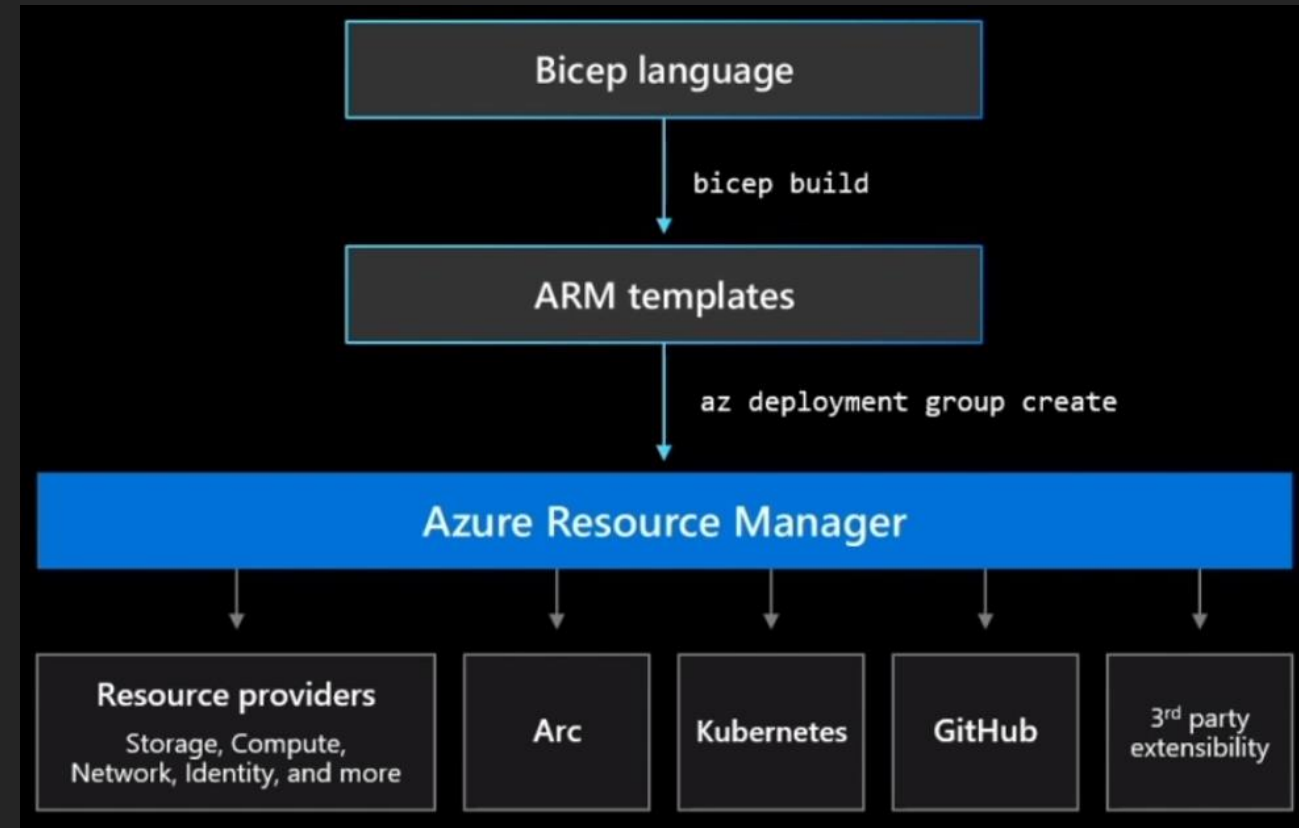 Bicep language
bicep build
ARM templates
az deployment group create
Azure Resource Manager
Resource providers
Storage, Compute,
Network, Identity, and more
Arc
Kubernetes
GitHub
3rd party
extensibility